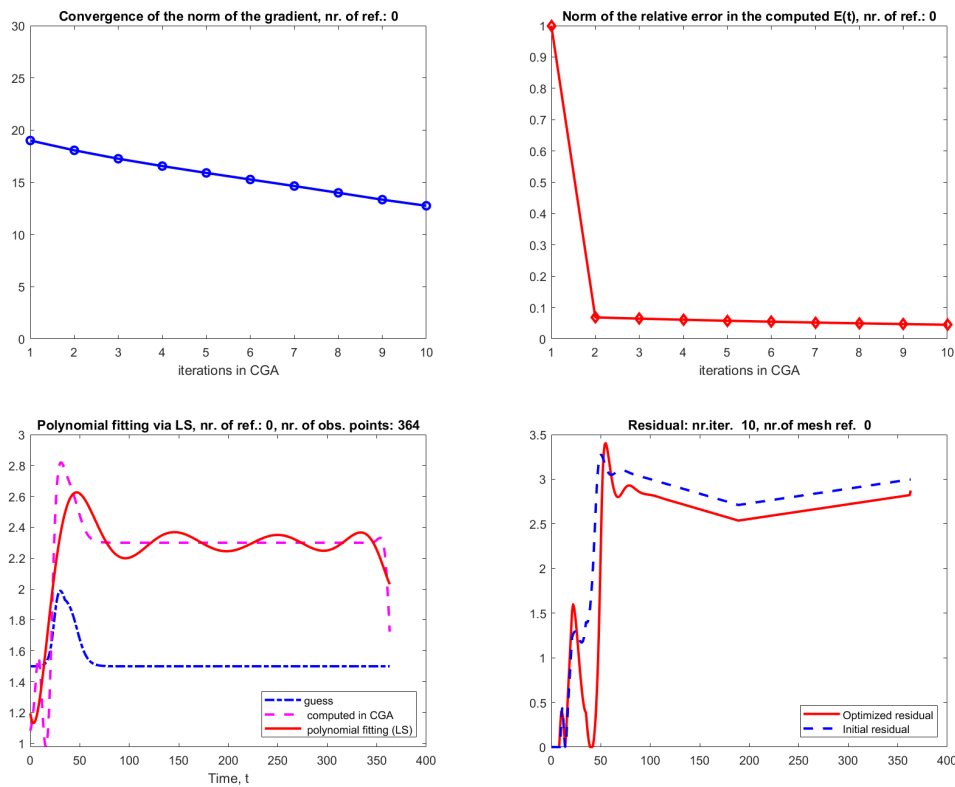 Convergence of the norm of the gradient, nr. of ref.: 0
30
25
20
15
10
5
0
1 2 3 4 5 6 7 8 9 10
iterations in CGA
Norm of the relative error in the computed E(t), nr. of ref.: 0
1
0.9
0.8
0.7
0.6
0.5
0.4
0.3
0.2
0.1
0
1 2 3 4 5 6 7 8 9 10
iterations in CGA
Polynomial fitting via LS, nr. of ref.: 0, nr. of obs. points: 364
3
2.8
2.6
2.4
2.2
2
1.8
1.6
1.4
1.2
1
guess
computed in CGA
polynomial fitting (LS)
0 50 100 150 200 250 300 350 400
Time, t
Residual: nr.iter. 10, nr.of mesh ref. 0
3.5
3
2.5
2
1.5
1
0.5
0
Optimized residual
Initial residual
0 50 100 150 200 250 300 350 400